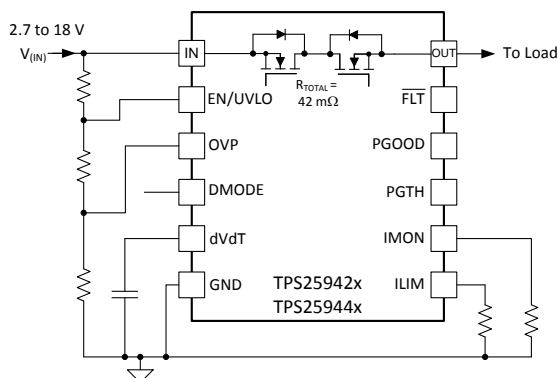 2.7 to 18 V
V(IN)
IN
OUT
To Load
RTOTAL =
42 mΩ
EN/UVLO
FLT
OVP
PGOOD
DMODE
PGTH
dVdT
IMON
GND
TPS25942x
ILIM
TPS25944x